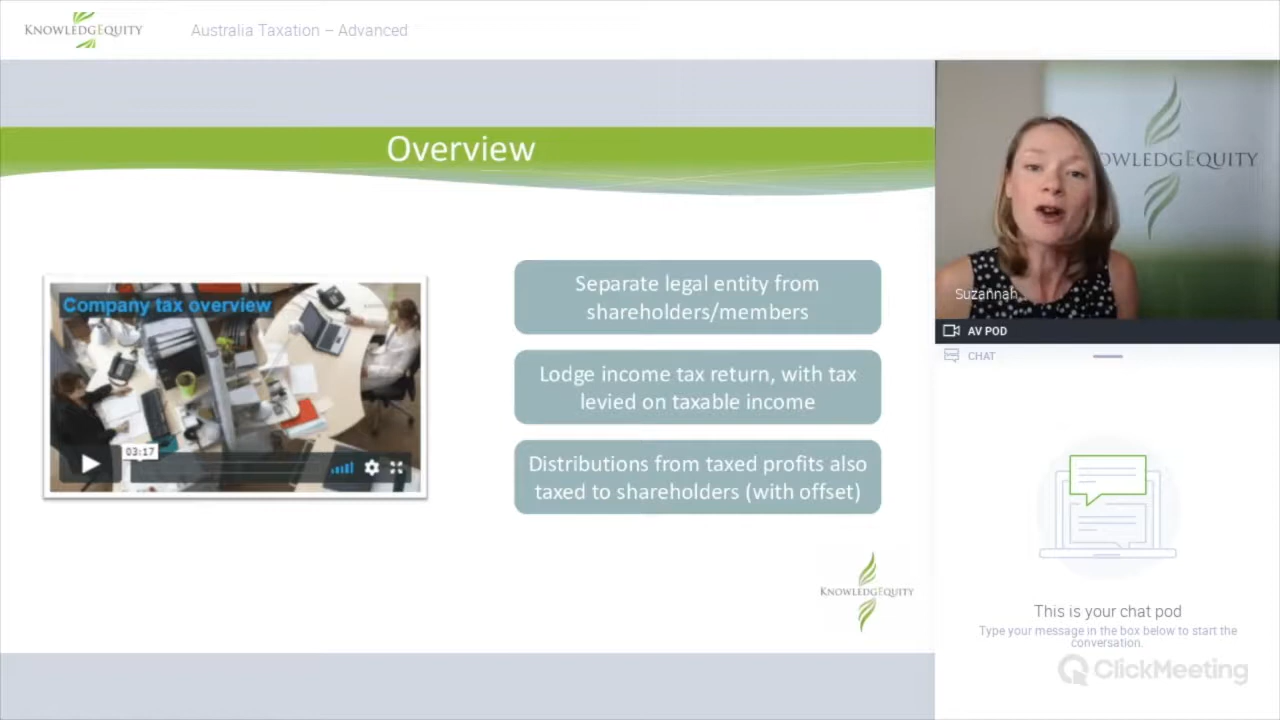 KNOWLEDGEQUITY
Australia Taxation – Advanced
Overview
Company tax overview
03:17
Separate legal entity from
shareholders/members
Lodge income tax return, with tax
levied on taxable income
Distributions from taxed profits also
taxed to shareholders (with offset)
KNOWLEDGEQUITY
OWLEDGEQUITY
Suzannah
AV POD
CHAT
This is your chat pod
Type your message in the box below to start the
conversation.
ClickMeeting